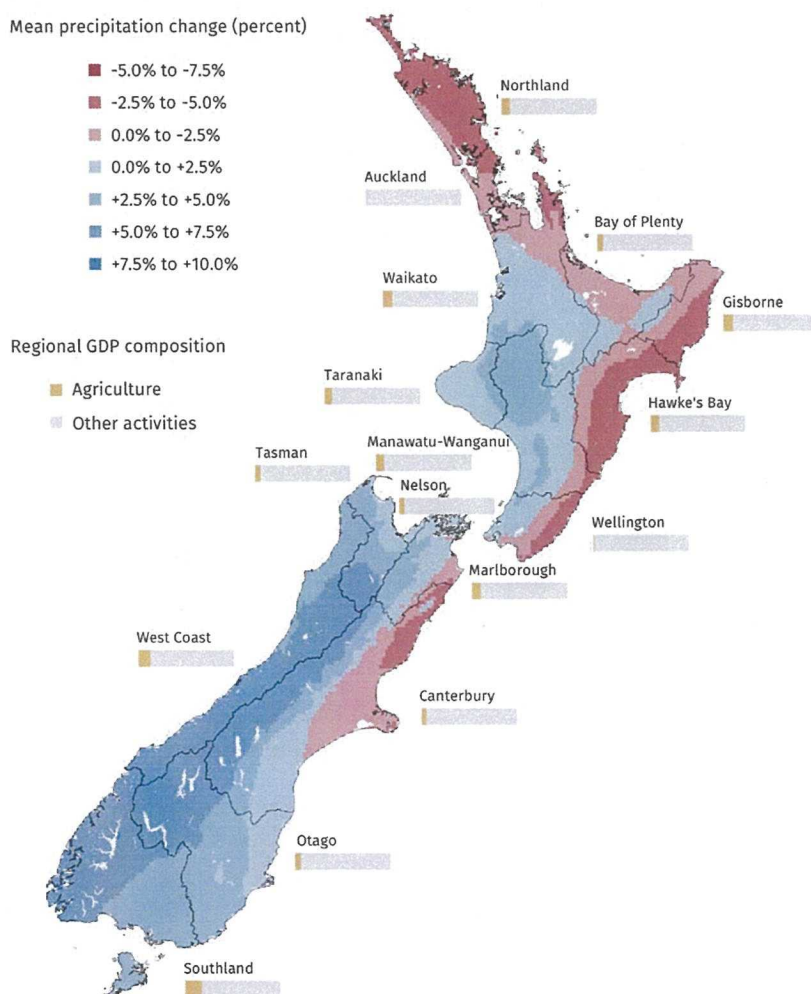 Mean precipitation change (percent)
-5.0% to -7.5%
-2.5% to -5.0%
0.0% to -2.5%
0.0% to +2.5%
+2.5% to +5.0%
+5.0% to +7.5%
+7.5% to +10.0%
Regional GDP composition
Agriculture
Other activities
Northland
Auckland
Bay of Plenty
Waikato
Gisborne
Taranaki
Hawke's Bay
Manawatu-Wanganui
Tasman
Nelson
Wellington
Marlborough
West Coast
Canterbury
Otago
Southland